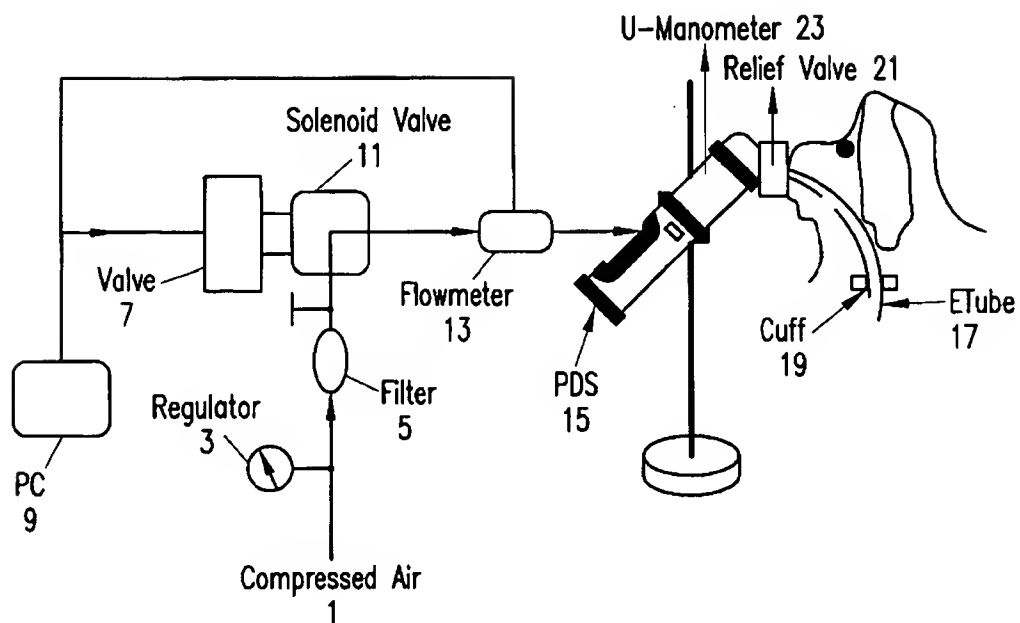 U-Manometer 23
Relief Valve 21
Solenoid Valve
11
Valve
7
Flowmeter
13
ETube
17
Cuff
19
PDS
15
Filter
5
Regulator
3
PC
9
Compressed Air
1